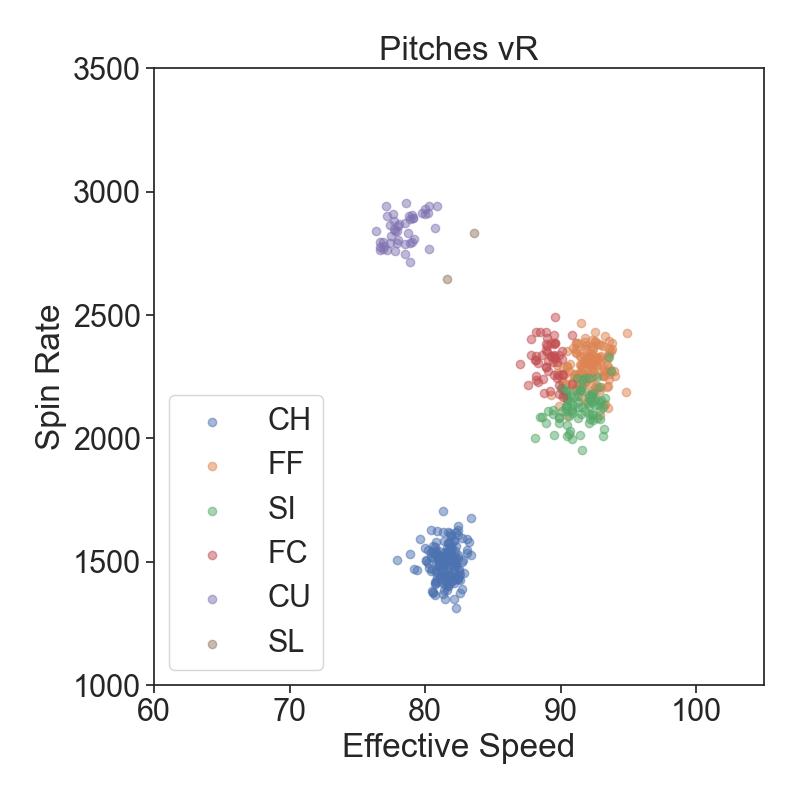 Pitches vR
3500
3000
2500
2000
1500
1000
Spin Rate
CH
FF
SI
FC
CU
SL
60 70 80 90 100
Effective Speed